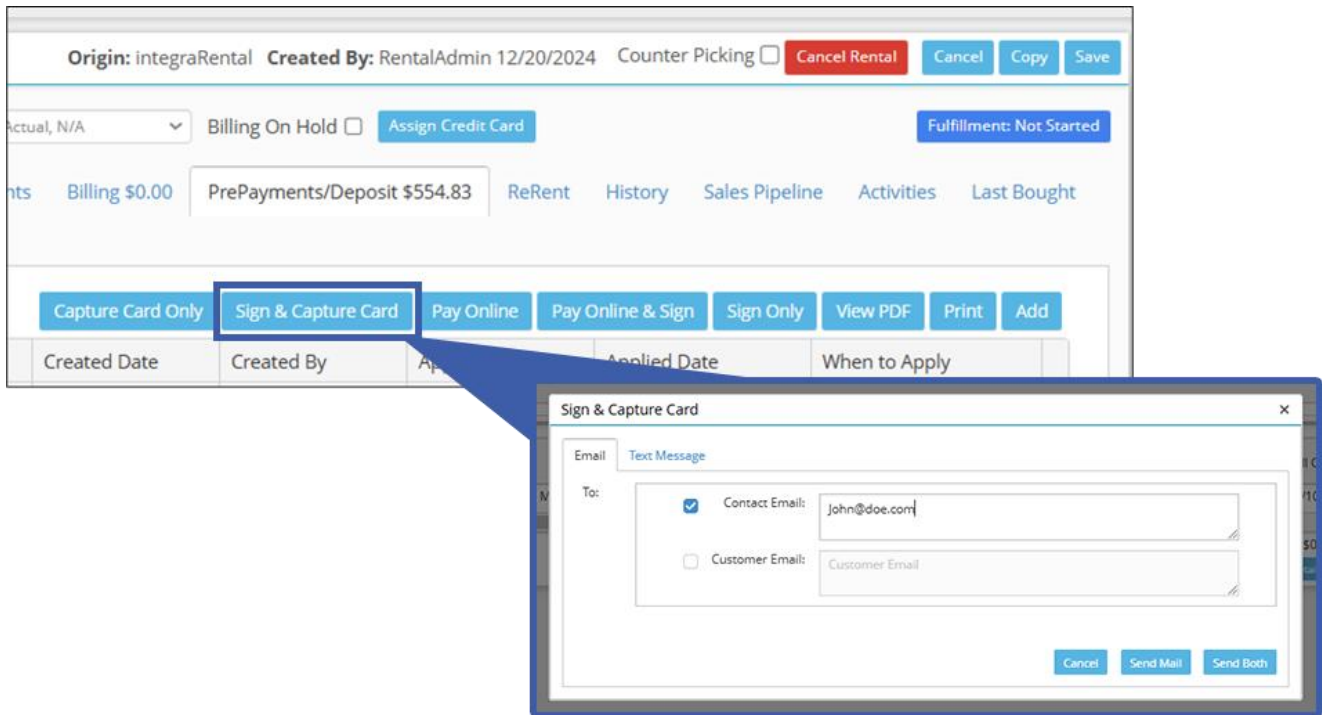 Origin: integraRental Created By: RentalAdmin 12/20/2024 Counter Picking Cancel Rental Cancel Copy Save
Actual, N/A Billing On Hold Assign Credit Card Fulfillment: Not Started
nts Billing $0.00 PrePayments/Deposit $554.83 ReRent History Sales Pipeline Activities Last Bought
Capture Card Only Sign & Capture Card Pay Online Pay Online & Sign Sign Only View PDF Print Add
Created Date Created By Ap Applied Date When to Apply
Sign & Capture Card ×
Email Text Message
To: Contact Email: John@doe.com
Customer Email: Customer Email
Cancel Send Mail Send Both